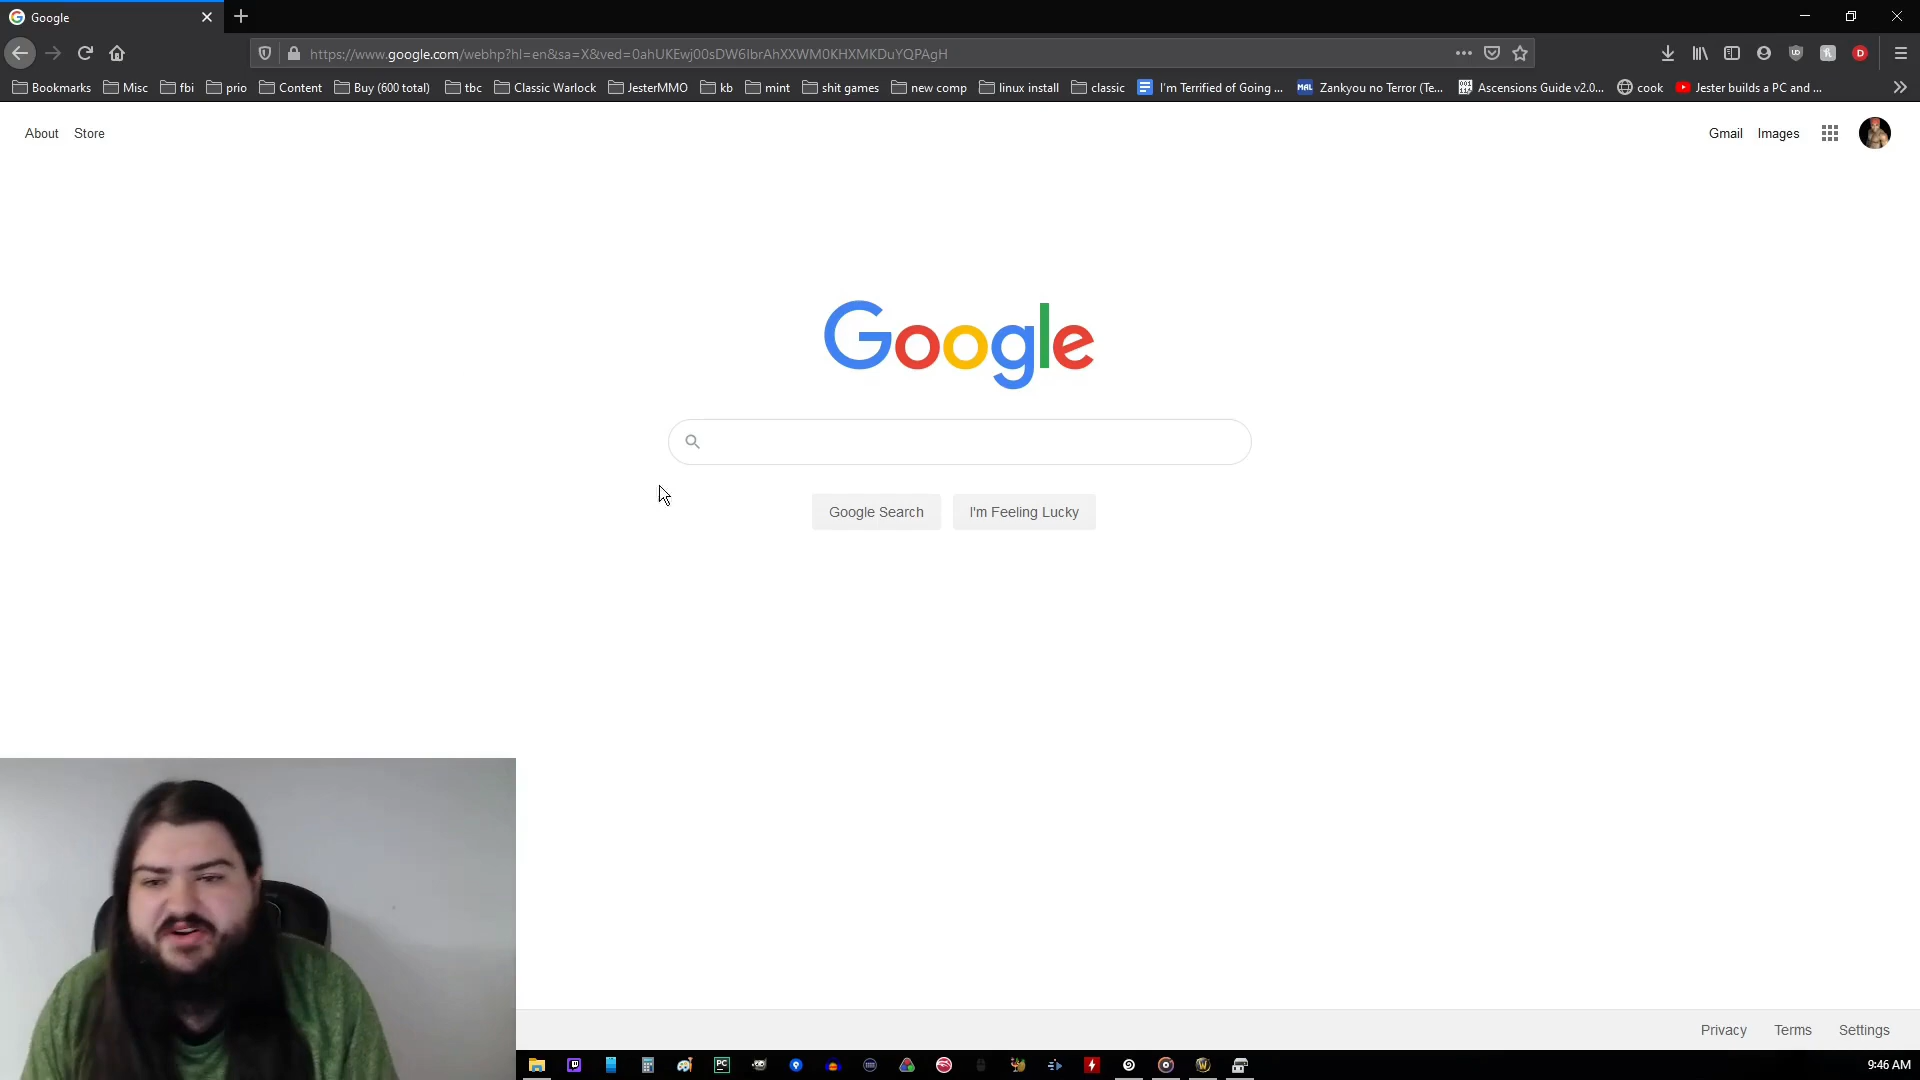 Google
https://www.google.com/webhp?hl=en&sa=X&ved=0ahUKEwj00sDW6IbrAhXXWM0KHXMKDuYQPAgH
Bookmarks Misc fbi prio Content Buy (600 total) tbc Classic Warlock JesterMMO kb mint shit games new comp linux install classic I'm Terrified of Going ... Zankyou no Terror (Te... Ascensions Guide v2.0... cook Jester builds a PC and ...
About Store Gmail Images
Google
Google Search I'm Feeling Lucky
Privacy Terms Settings
9:46 AM